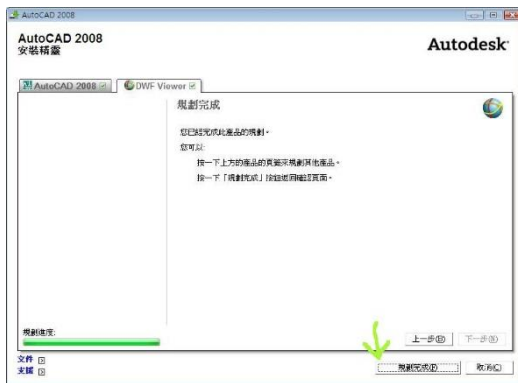 AutoCAD 2008
AutoCAD 2008
安裝精靈
Autodesk
AutoCAD 2008
DWF Viewer
規劃完成
您已經完成此產品的規劃。
您可以:
按一下上方的產品的頁籤來規劃其他產品。
按一下「規劃完成」按鈕返回確認頁面。
規劃進度:
上一步(B)
下一步(N)
文件
支援
規劃完成(F)
取消(C)